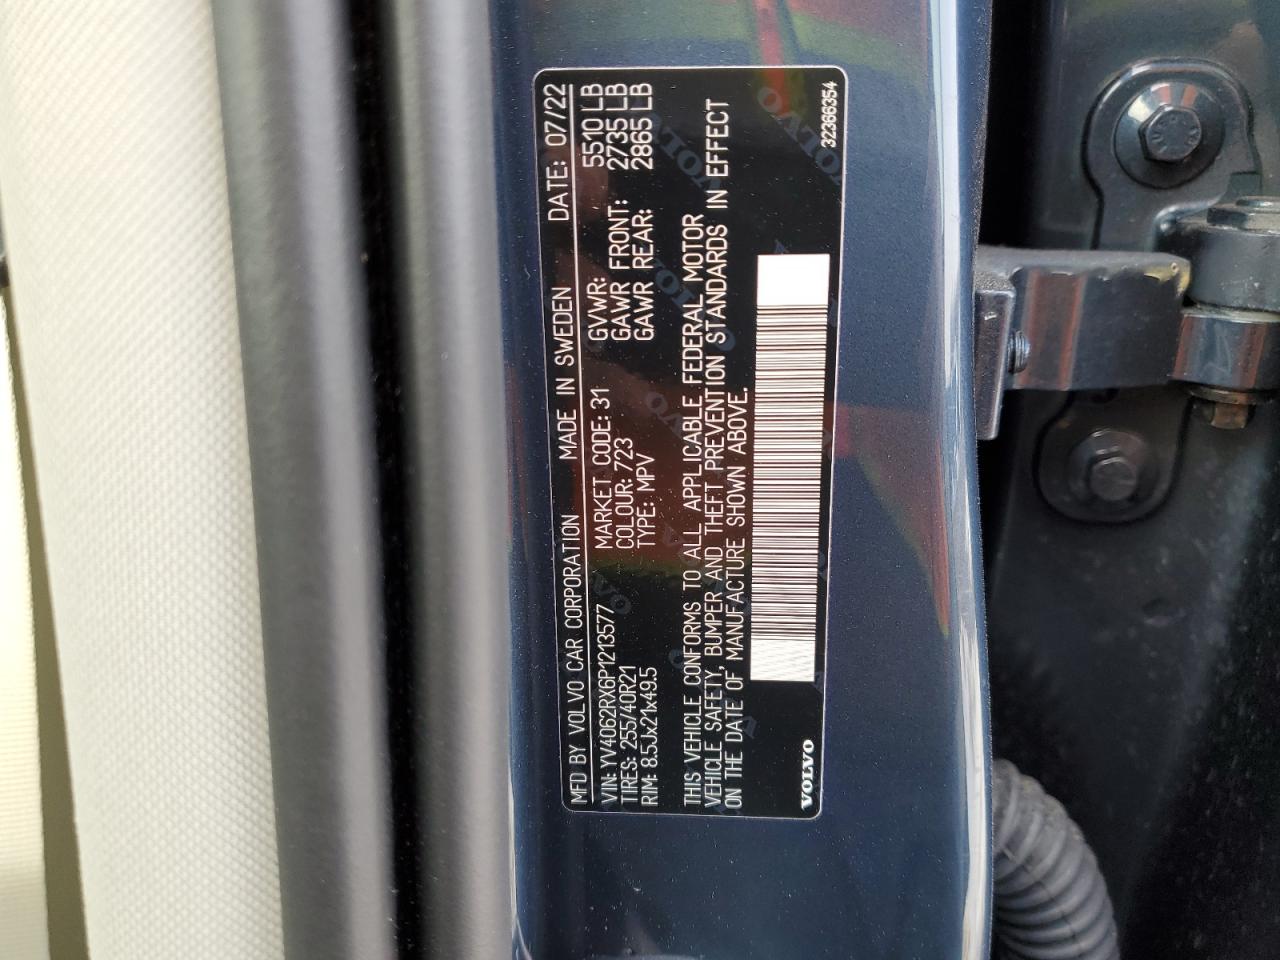 MFD BY VOLVO CAR CORPORATION MADE IN SWEDEN DATE: 07/22
VIN: YV4062RX6P1213577 MARKET CODE: 31 GVWR: 5510 LB
TIRES: 255/40R21 COLOUR: 723 GAWR FRONT: 2735 LB
RIM: 8.5Jx21x49.5 TYPE: MPV GAWR REAR: 2865 LB
THIS VEHICLE CONFORMS TO ALL APPLICABLE FEDERAL MOTOR
VEHICLE SAFETY, BUMPER AND THEFT PREVENTION STANDARDS IN EFFECT
ON THE DATE OF MANUFACTURE SHOWN ABOVE.
VOLVO 32366354